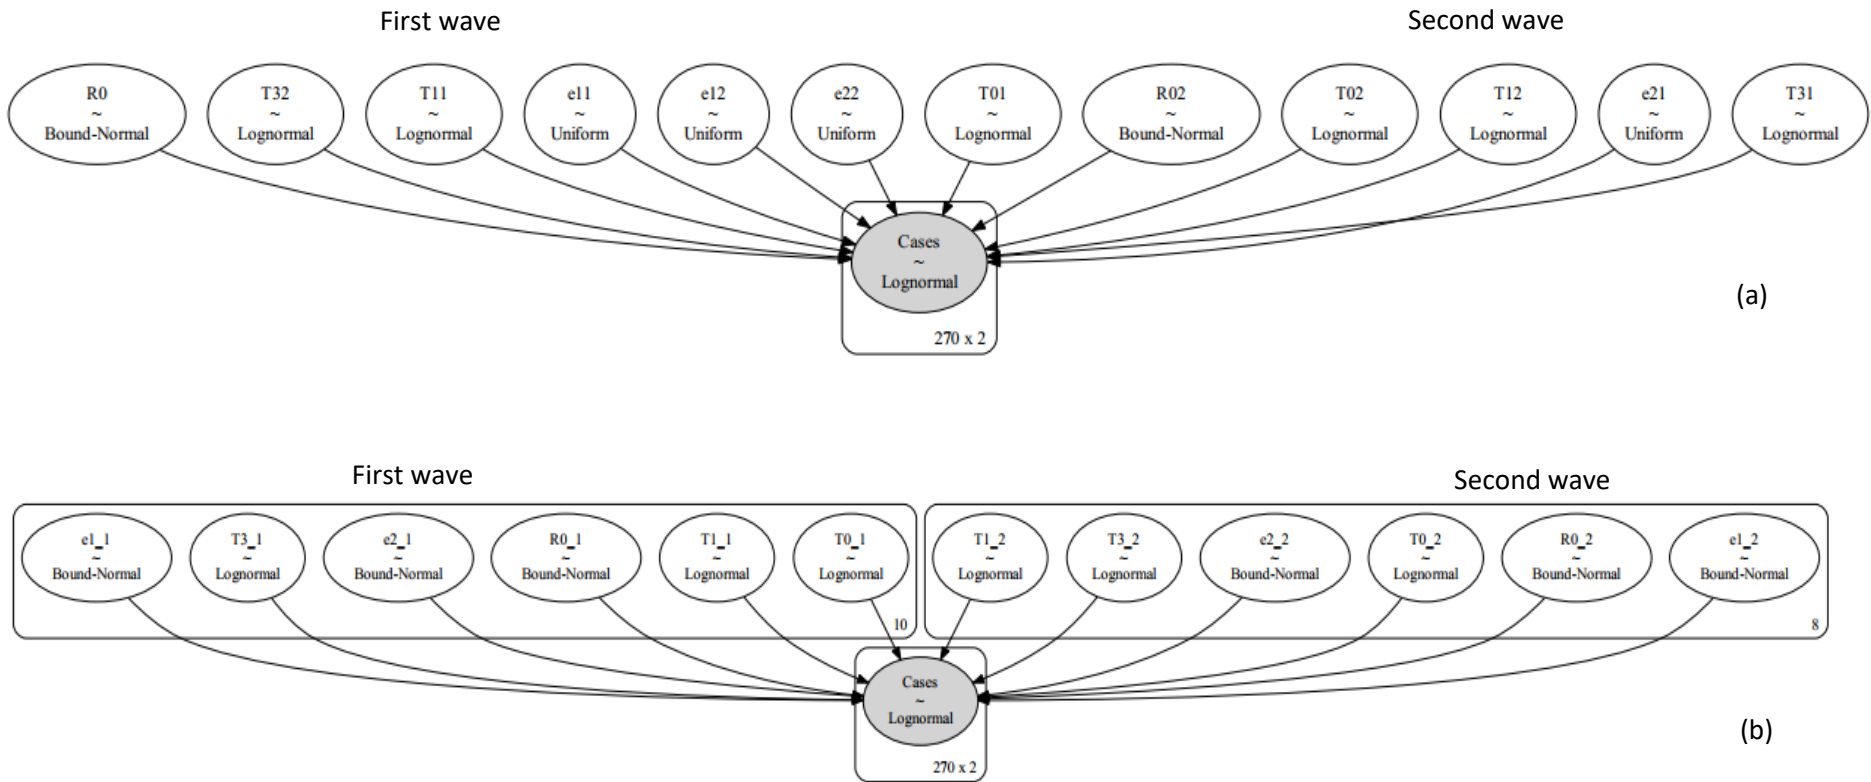 First wave
Second wave
R0
~
Bound-Normal
T32
~
Lognormal
T11
~
Lognormal
e11
~
Uniform
e12
~
Uniform
e22
~
Uniform
T01
~
Lognormal
R02
~
Bound-Normal
T02
~
Lognormal
T12
~
Lognormal
e21
~
Uniform
T31
~
Lognormal
Cases
~
Lognormal
270 x 2
(a)
First wave
Second wave
e1_1
~
Bound-Normal
T3_1
~
Lognormal
e2_1
~
Bound-Normal
R0_1
~
Bound-Normal
T1_1
~
Lognormal
T0_1
~
Lognormal
10
T1_2
~
Lognormal
T3_2
~
Lognormal
e2_2
~
Bound-Normal
T0_2
~
Lognormal
R0_2
~
Bound-Normal
e1_2
~
Bound-Normal
8
Cases
~
Lognormal
270 x 2
(b)